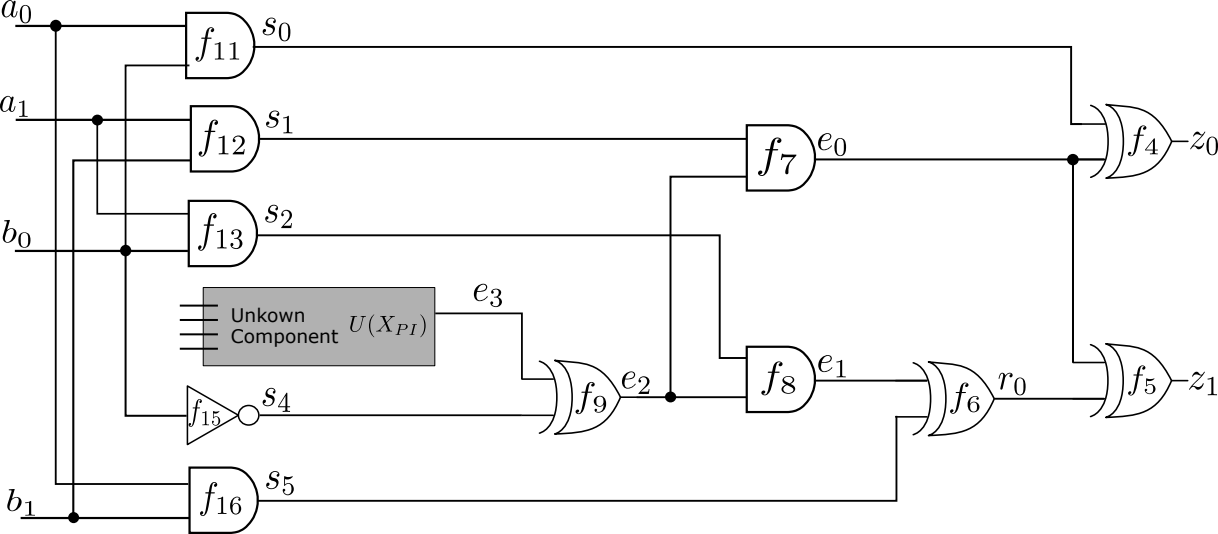 a₀
f₁₁
s₀
a₁
f₁₂
s₁
f₇
e₀
f₄
z₀
b₀
f₁₃
s₂
Unkown
Component
U(X_PI)
e₃
f₁₅
s₄
f₉
e₂
f₈
e₁
f₆
r₀
f₅
z₁
b₁
f₁₆
s₅